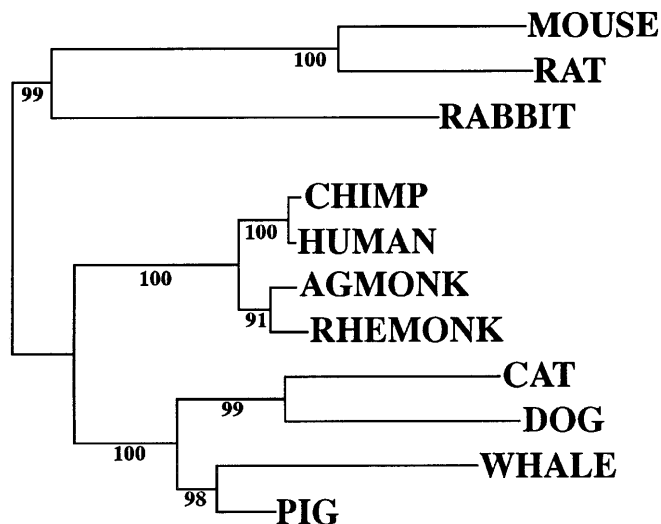 MOUSE
100
RAT
99
RABBIT
CHIMP
100
HUMAN
100
AGMONK
91
RHEMONK
CAT
99
DOG
100
WHALE
98
PIG